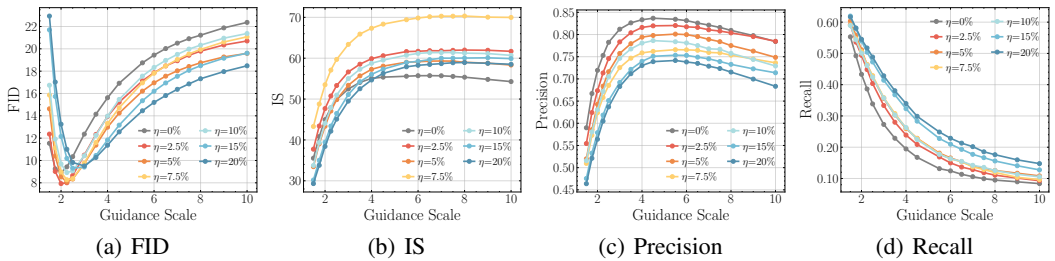 22
20
18
16
14
12
10
8
FID
2
4
6
8
10
Guidance Scale
η=0%
η=2.5%
η=5%
η=7.5%
η=10%
η=15%
η=20%
(a) FID
70
60
50
40
30
IS
2
4
6
8
10
Guidance Scale
η=0%
η=2.5%
η=5%
η=7.5%
η=10%
η=15%
η=20%
(b) IS
0.85
0.80
0.75
0.70
0.65
0.60
0.55
0.50
0.45
Precision
2
4
6
8
10
Guidance Scale
η=0%
η=2.5%
η=5%
η=7.5%
η=10%
η=15%
η=20%
(c) Precision
0.60
0.50
0.40
0.30
0.20
0.10
Recall
2
4
6
8
10
Guidance Scale
η=0%
η=2.5%
η=5%
η=7.5%
η=10%
η=15%
η=20%
(d) Recall